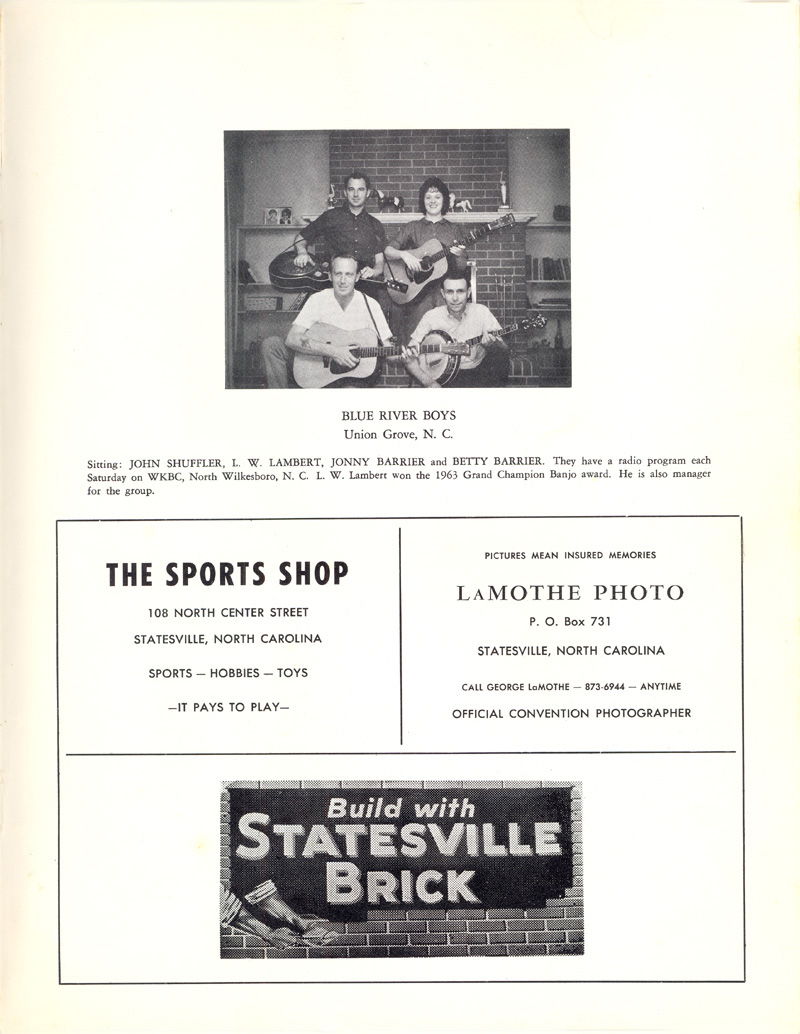 BLUE RIVER BOYS
Union Grove, N. C.
Sitting: JOHN SHUFFLER, L. W. LAMBERT, JONNY BARRIER and BETTY BARRIER. They have a radio program each
Saturday on WKBC, North Wilkesboro, N. C. L. W. Lambert won the 1963 Grand Champion Banjo award. He is also manager
for the group.
THE SPORTS SHOP
108 NORTH CENTER STREET
STATESVILLE, NORTH CAROLINA
SPORTS — HOBBIES — TOYS
—IT PAYS TO PLAY—
PICTURES MEAN INSURED MEMORIES
LAMOTHE PHOTO
P. O. Box 731
STATESVILLE, NORTH CAROLINA
CALL GEORGE LaMOTHE — 873-6944 — ANYTIME
OFFICIAL CONVENTION PHOTOGRAPHER
Build with
STATESVILLE
BRICK